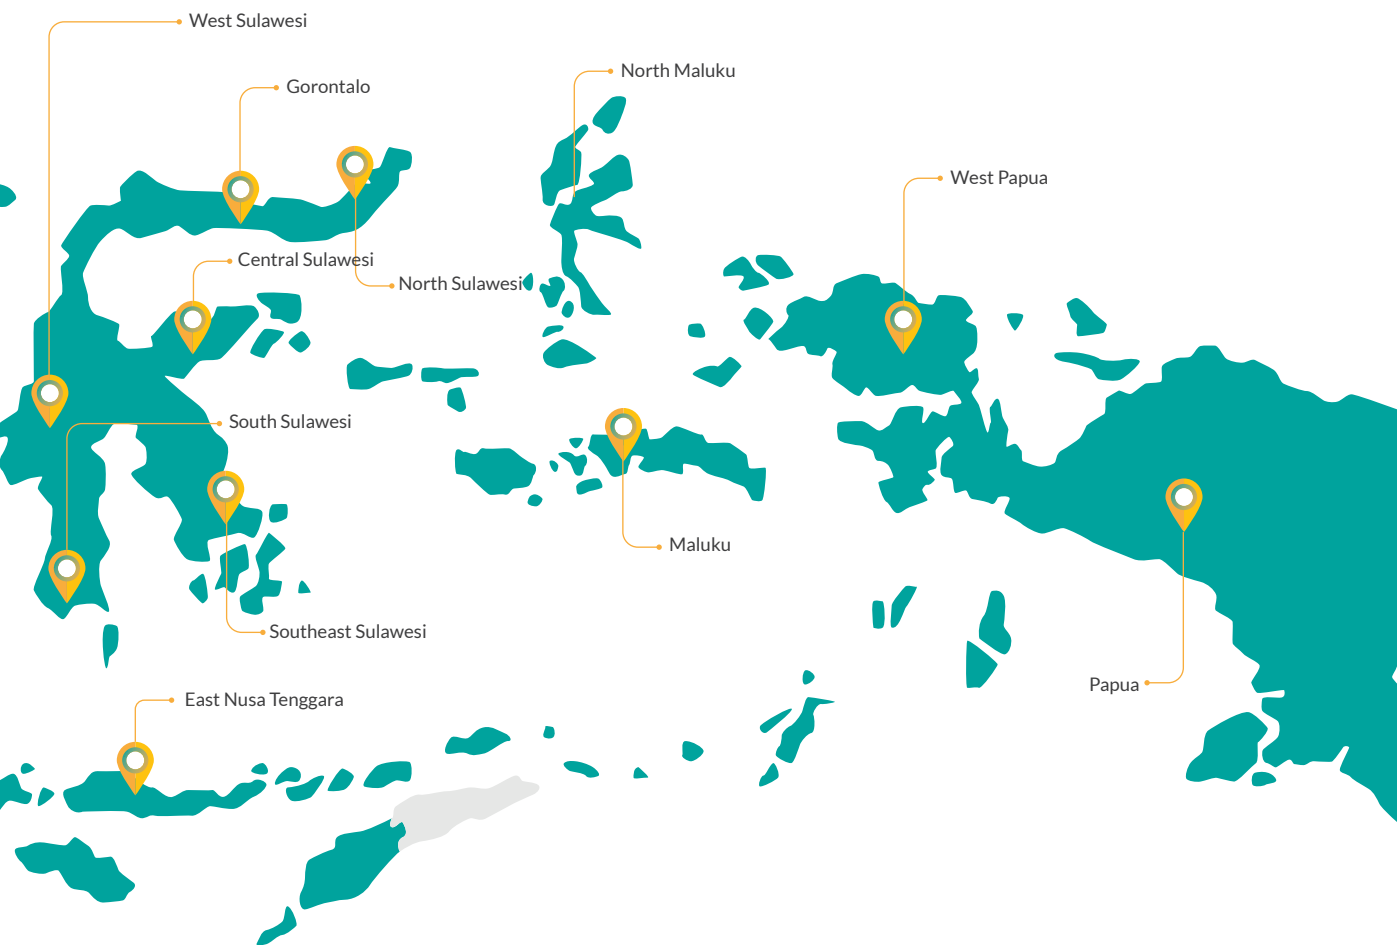 West Sulawesi
Gorontalo
North Maluku
West Papua
Central Sulawesi
North Sulawesi
South Sulawesi
Maluku
Southeast Sulawesi
Papua
East Nusa Tenggara